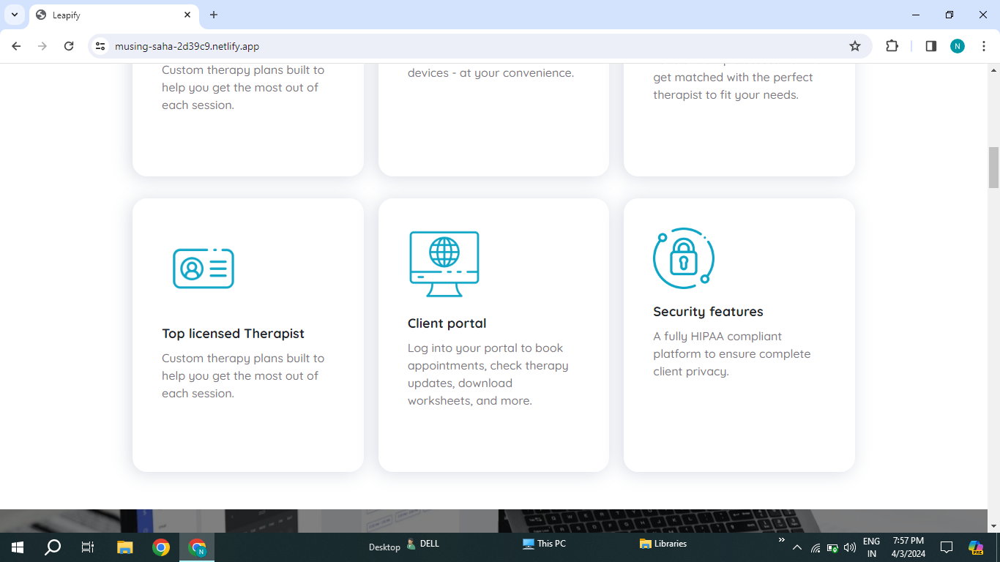 Leapify
musing-saha-2d39c9.netlify.app
N
Custom therapy plans built to
help you get the most out of
each session.
devices - at your convenience.
get matched with the perfect
therapist to fit your needs.
Top licensed Therapist
Custom therapy plans built to
help you get the most out of
each session.
Client portal
Log into your portal to book
appointments, check therapy
updates, download
worksheets, and more.
Security features
A fully HIPAA compliant
platform to ensure complete
client privacy.
N
Desktop
DELL
This PC
Libraries
ENG
IN
7:57 PM
4/3/2024
PRE